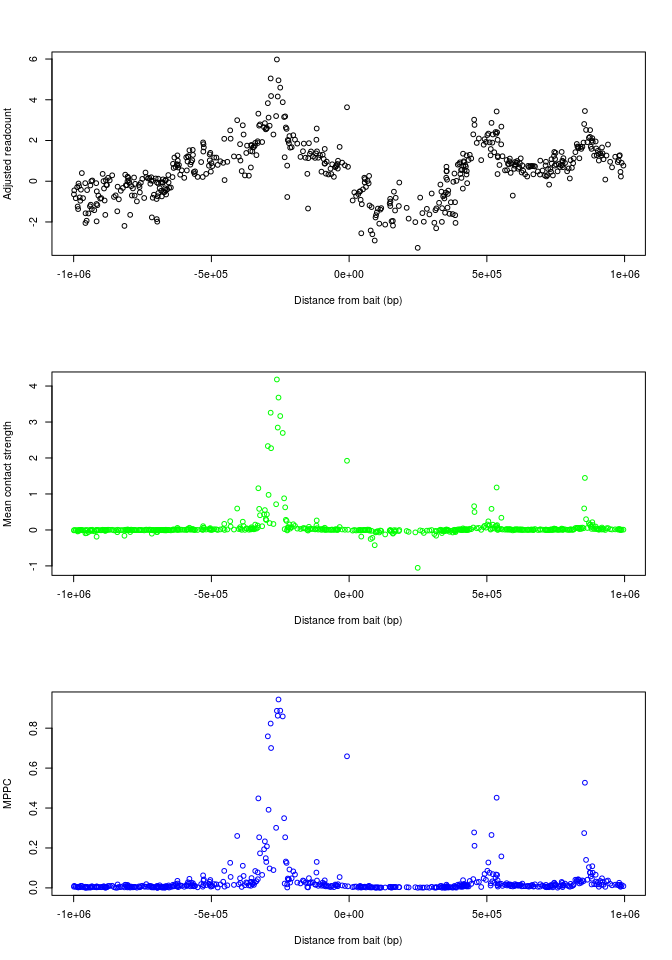 6
4
2
0
-2
Adjusted readcount
-1e+06 -5e+05 0e+00 5e+05 1e+06
Distance from bait (bp)
4
3
2
1
0
-1
Mean contact strength
-1e+06 -5e+05 0e+00 5e+05 1e+06
Distance from bait (bp)
0.8
0.6
0.4
0.2
0.0
MPPC
-1e+06 -5e+05 0e+00 5e+05 1e+06
Distance from bait (bp)